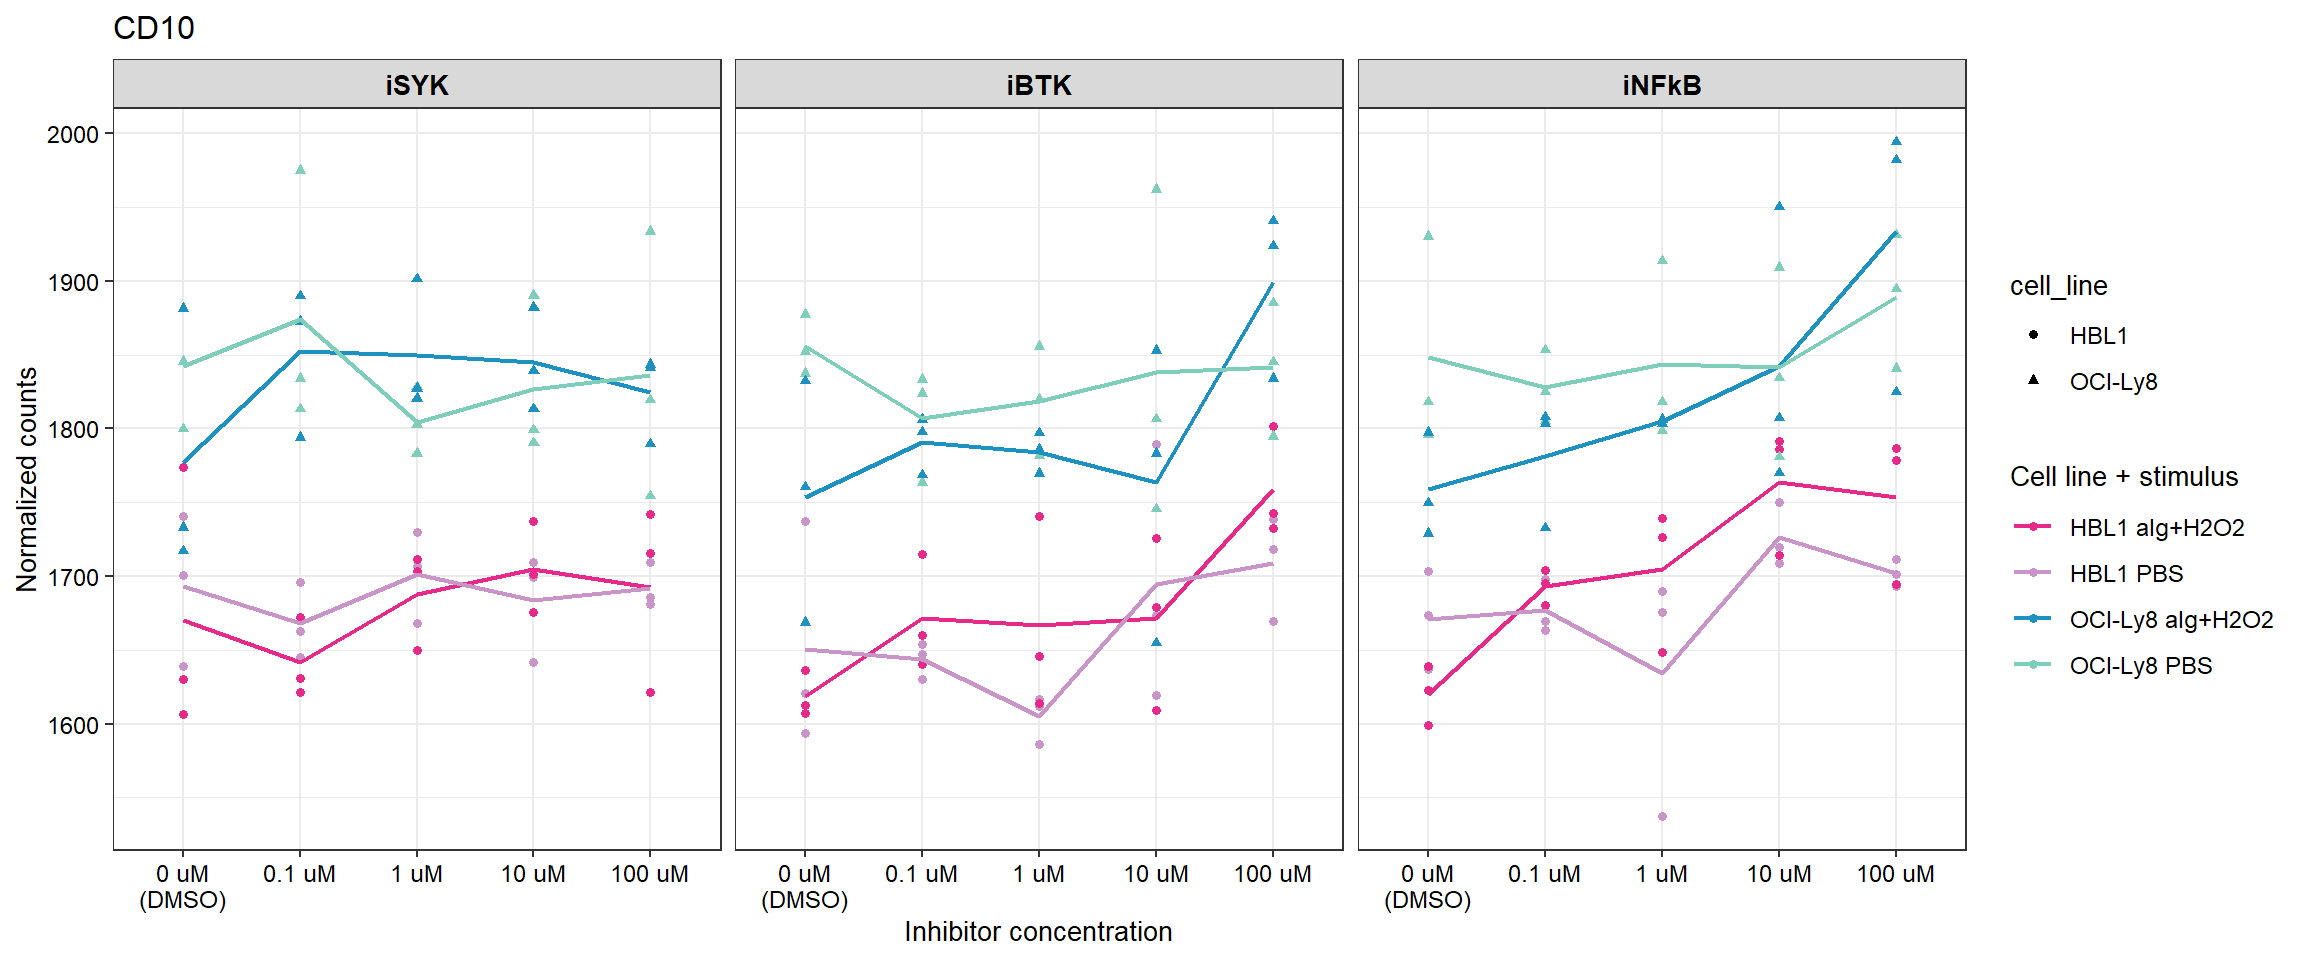 CD10
iSYK
iBTK
iNFkB
Normalized counts
2000
1900
1800
1700
1600
0 uM
(DMSO)
0.1 uM
1 uM
10 uM
100 uM
0 uM
(DMSO)
0.1 uM
1 uM
10 uM
100 uM
0 uM
(DMSO)
0.1 uM
1 uM
10 uM
100 uM
Inhibitor concentration
cell_line
HBL1
OCI-Ly8
Cell line + stimulus
HBL1 aIg+H2O2
HBL1 PBS
OCI-Ly8 aIg+H2O2
OCI-Ly8 PBS